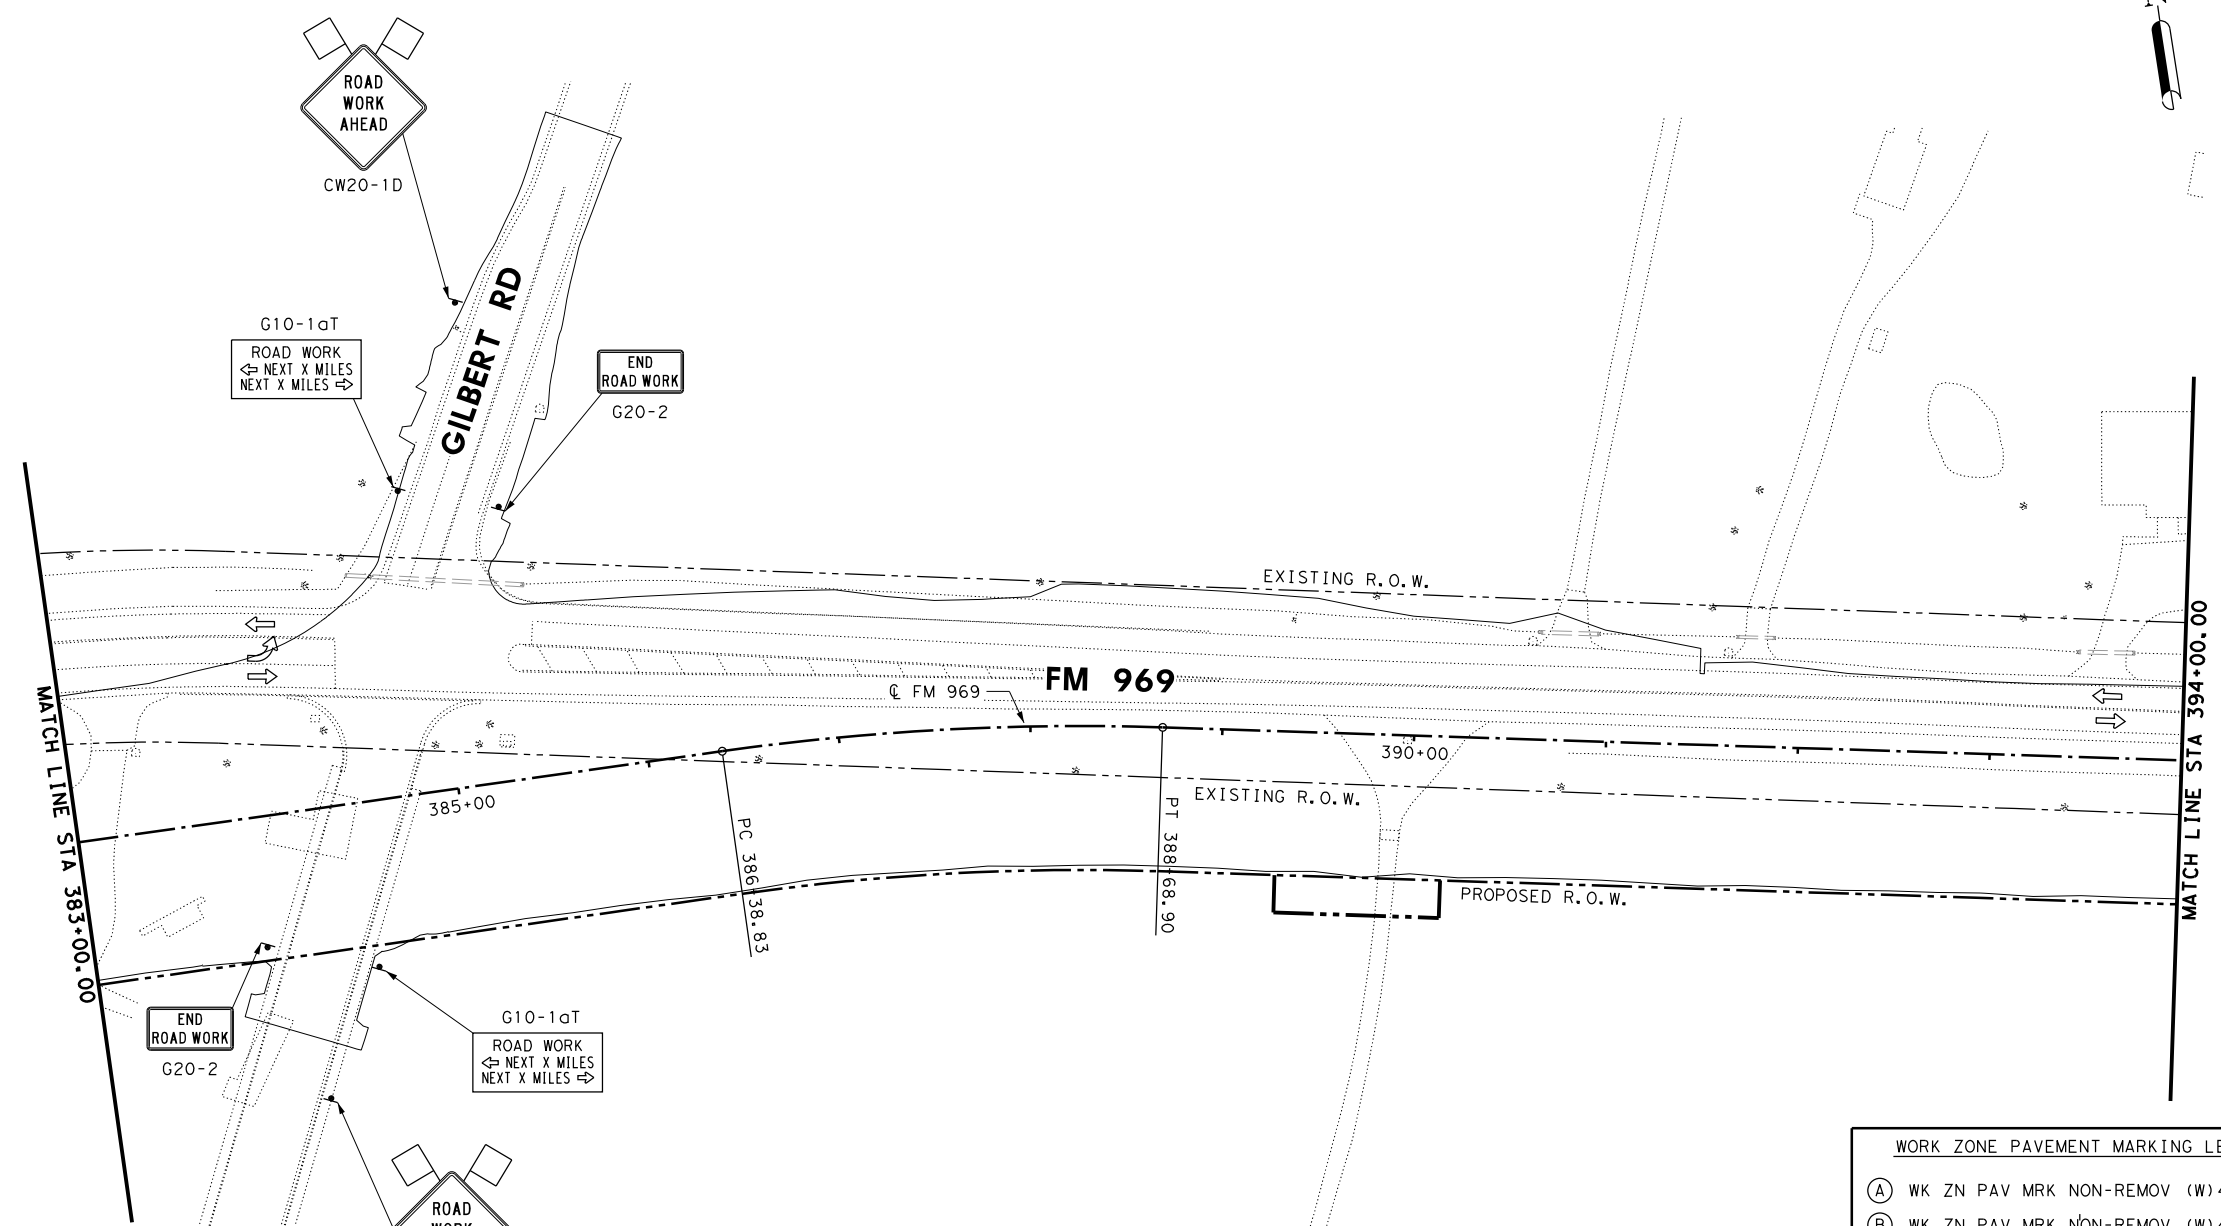 ROAD
WORK
AHEAD
CW20-1D
G10-1aT
ROAD WORK
⇦ NEXT X MILES
NEXT X MILES ⇨
GILBERT RD
END
ROAD WORK
G20-2
EXISTING R.O.W.
℄ FM 969
FM 969
390+00
385+00
EXISTING R.O.W.
PC 386+38.83
PT 388+68.90
PROPOSED R.O.W.
MATCH LINE STA 383+00.00
MATCH LINE STA 394+00.00
END
ROAD WORK
G20-2
G10-1aT
ROAD WORK
⇦ NEXT X MILES
NEXT X MILES ⇨
ROAD
WORK
WORK ZONE PAVEMENT MARKING
A WK ZN PAV MRK NON-REMOV (W)
B WK ZN PAV MRK NON-REMOV (W)